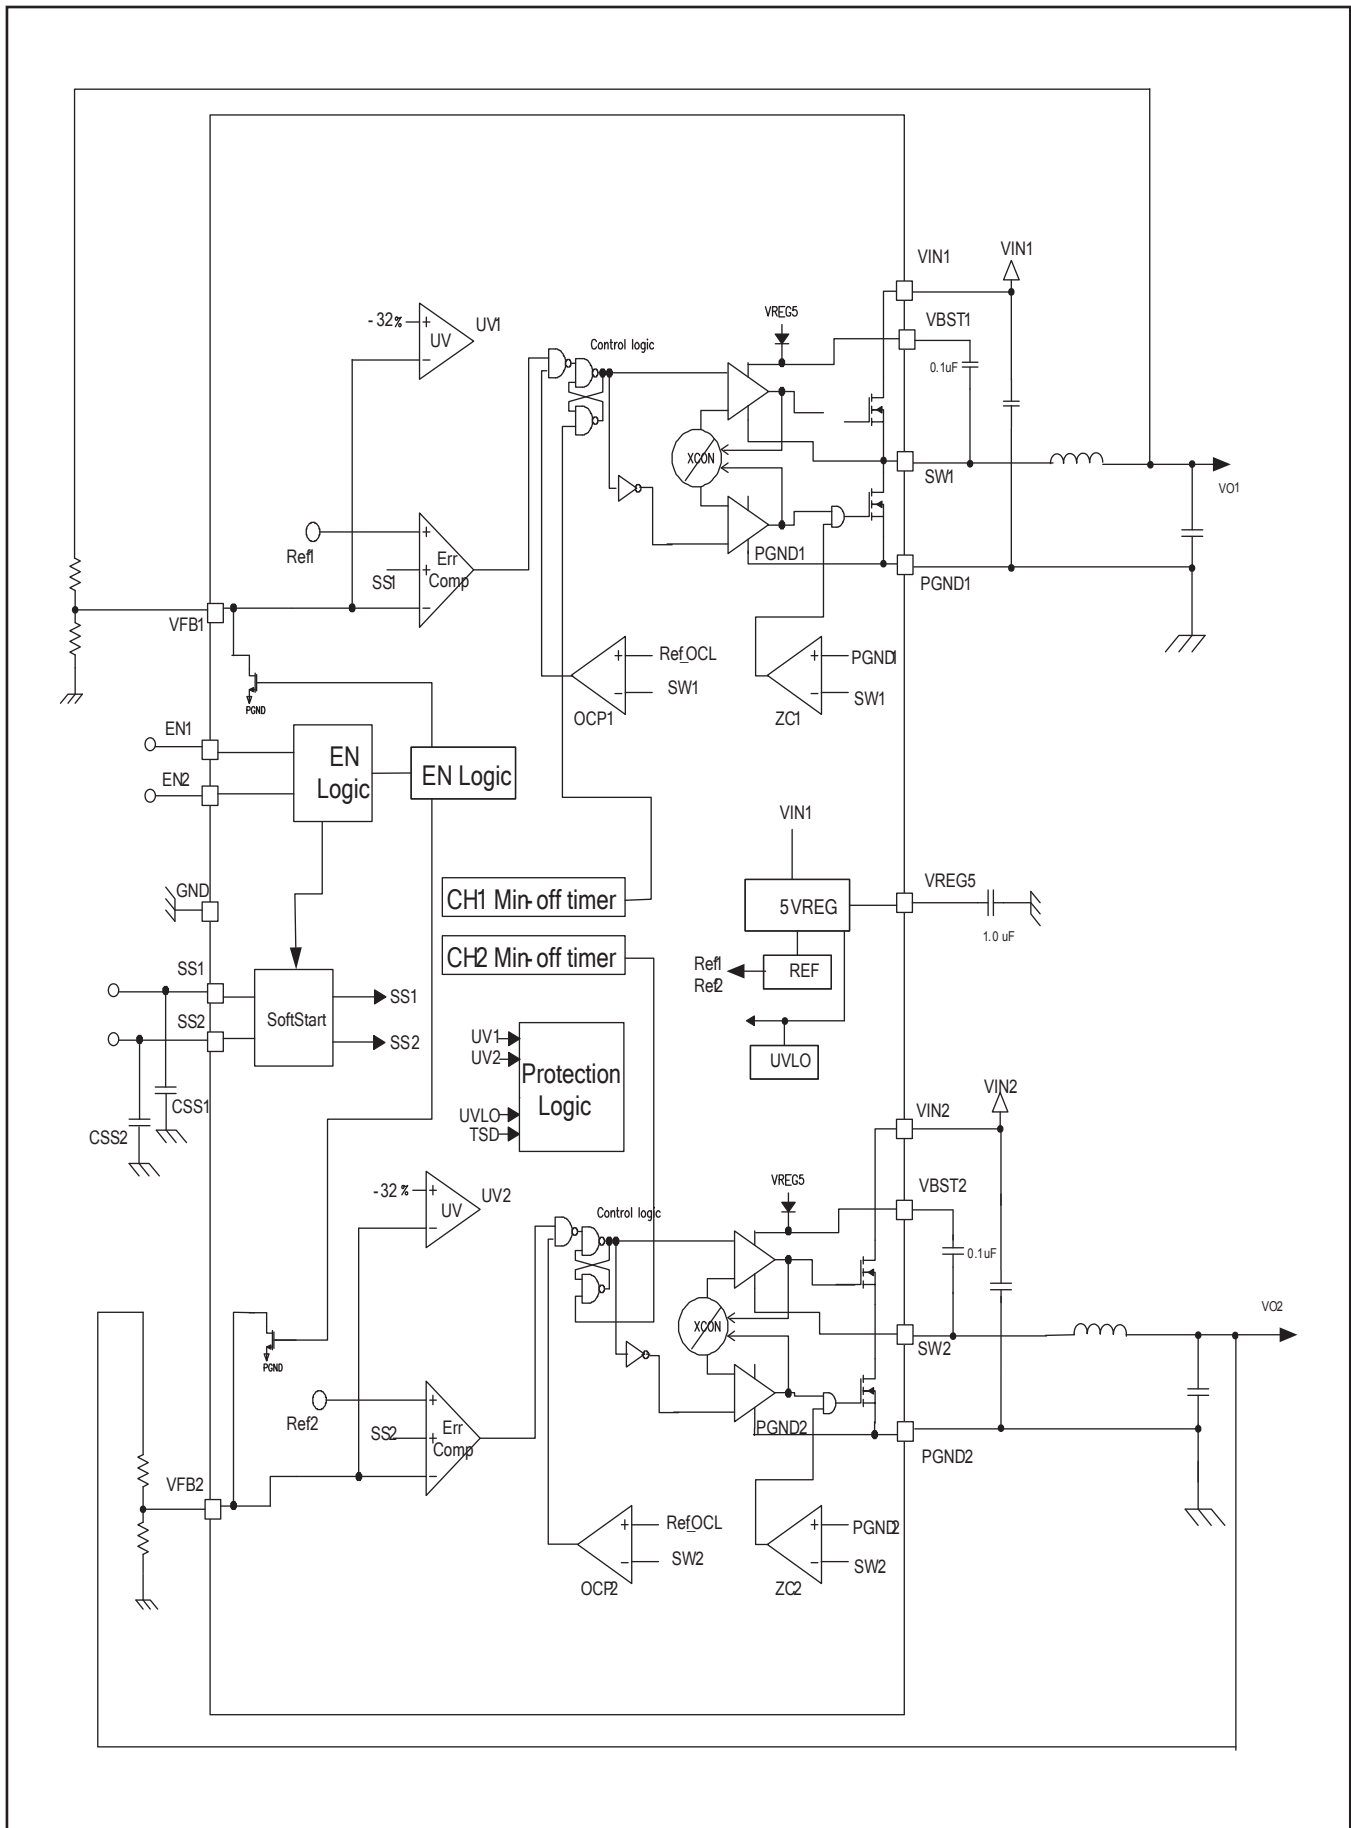 VIN1
VIN1
VREG5
VBST1
-32%
+
UV
-
UV1
Control logic
0.1uF
XCON
SW1
VO1
Ref1
+
Err
SS1
+
Comp
-
PGND1
PGND1
VFB1
PGND
+
Ref_OCL
-
SW1
OCP1
+
PGND1
-
SW1
ZC1
EN1
EN2
EN
Logic
EN Logic
VIN1
GND
CH1 Min-off timer
5VREG
VREG5
1.0 uF
CH2 Min-off timer
Ref1
Ref2
REF
SS1
SS2
SoftStart
SS1
SS2
UV1
UV2
Protection
Logic
UVLO
TSD
UVLO
CSS1
CSS2
VIN2
VIN2
VREG5
VBST2
-32%
+
UV
-
UV2
Control logic
0.1uF
XCON
SW2
VO2
PGND
Ref2
+
Err
SS2
+
Comp
-
PGND2
PGND2
VFB2
+
Ref_OCL
-
SW2
OCP2
+
PGND2
-
SW2
ZC2